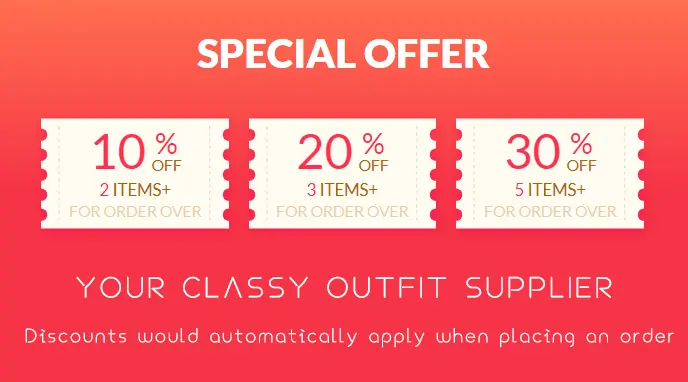 SPECIAL OFFER
10 % OFF
2 ITEMS+
FOR ORDER OVER
20 % OFF
3 ITEMS+
FOR ORDER OVER
30 % OFF
5 ITEMS+
FOR ORDER OVER
YOUR CLASSY OUTFIT SUPPLIER
Discounts would automatically apply when placing an order